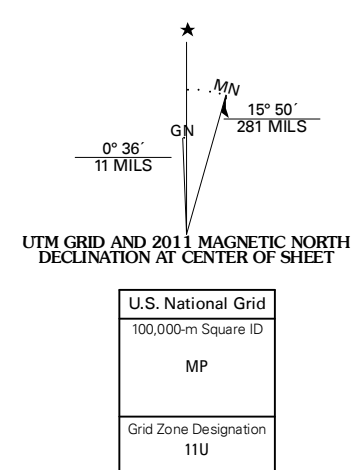 ★
MN
15° 50´
281 MILS
GN
0° 36´
11 MILS
UTM GRID AND 2011 MAGNETIC NORTH
DECLINATION AT CENTER OF SHEET
U.S. National Grid
100,000-m Square ID
MP
Grid Zone Designation
11U